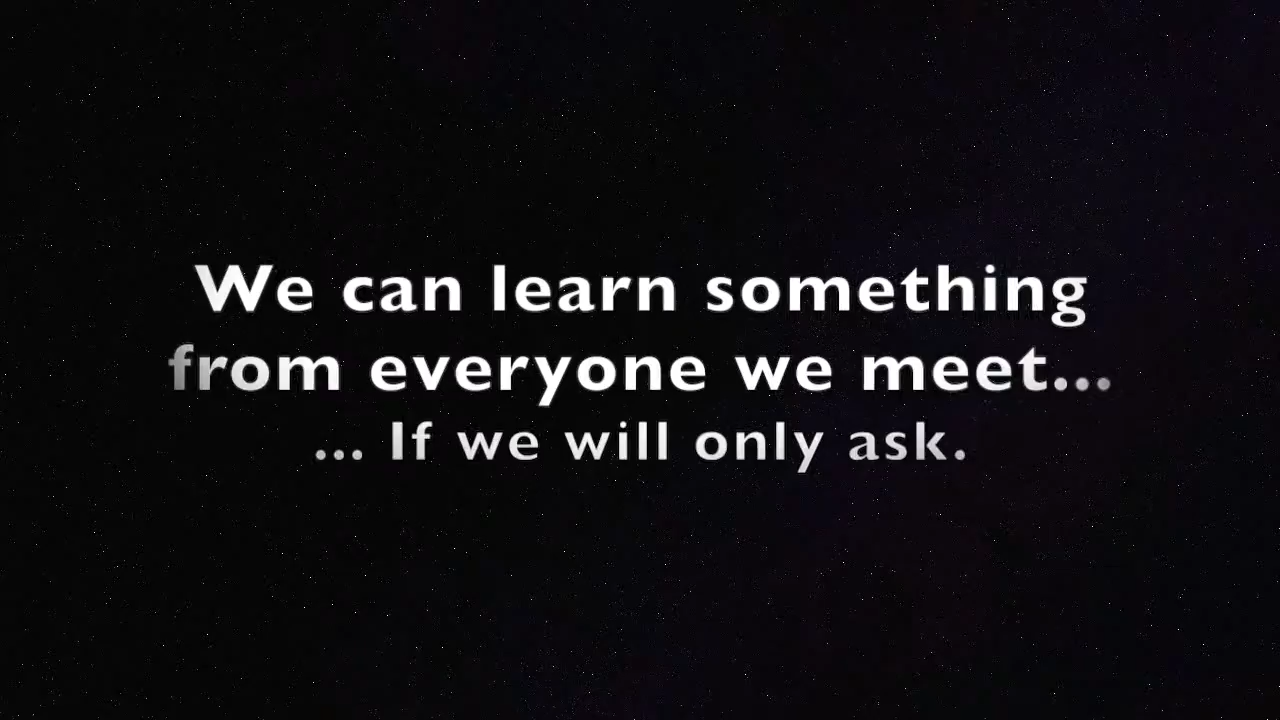 We can learn something
from everyone we meet...
... If we will only ask.